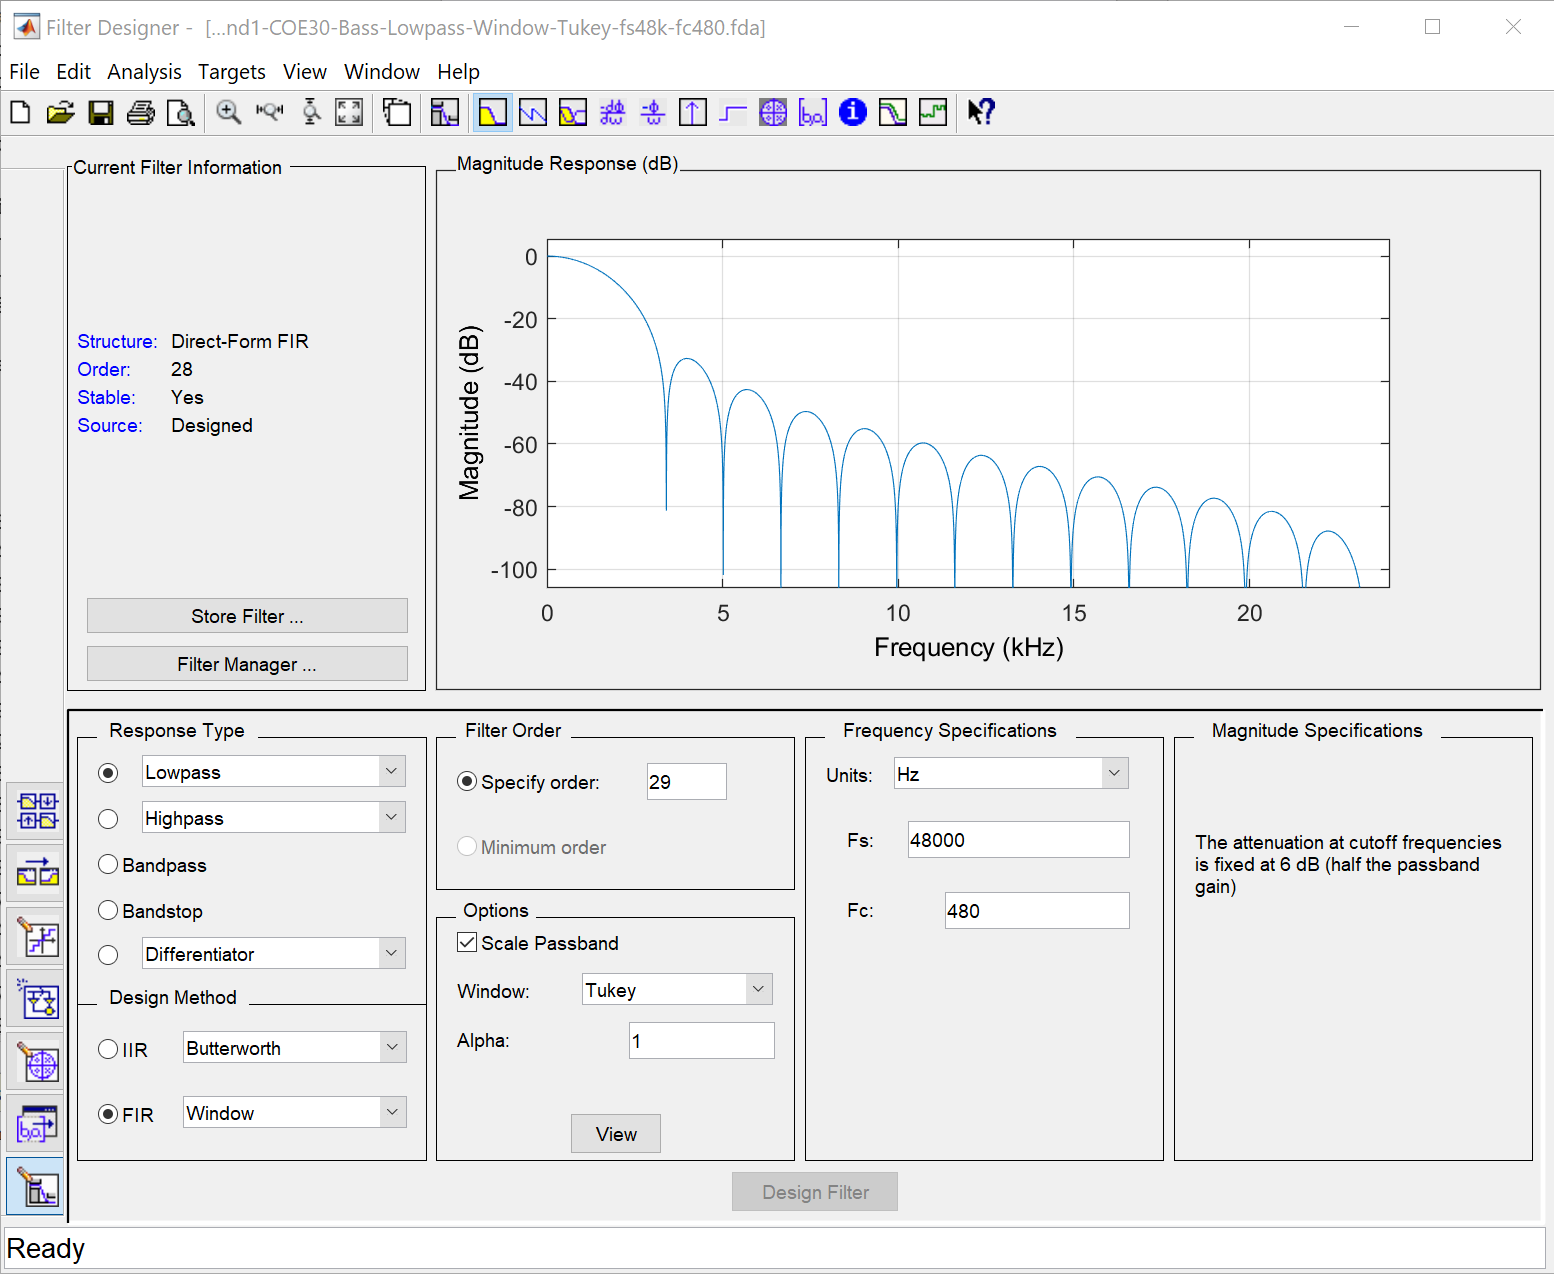 Filter Designer - [...nd1-COE30-Bass-Lowpass-Window-Tukey-fs48k-fc480.fda]
File Edit Analysis Targets View Window Help
Current Filter Information
Structure: Direct-Form FIR
Order: 28
Stable: Yes
Source: Designed
Store Filter ...
Filter Manager ...
Magnitude Response (dB)
Magnitude (dB)
0
-20
-40
-60
-80
-100
0 5 10 15 20
Frequency (kHz)
Response Type
Lowpass
Highpass
Bandpass
Bandstop
Differentiator
Design Method
IIR Butterworth
FIR Window
Filter Order
Specify order: 29
Minimum order
Options
Scale Passband
Window: Tukey
Alpha: 1
View
Frequency Specifications
Units: Hz
Fs: 48000
Fc: 480
Magnitude Specifications
The attenuation at cutoff frequencies
is fixed at 6 dB (half the passband
gain)
Design Filter
Ready